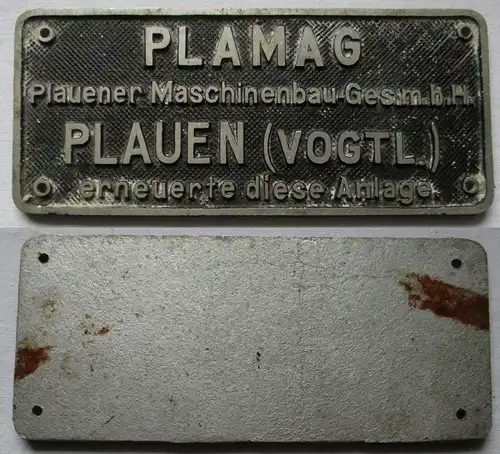 PLAMAG
Plauener Maschinenbau-Ges.m.b.H.
PLAUEN (VOGTL.)
erneuerte diese Anlage